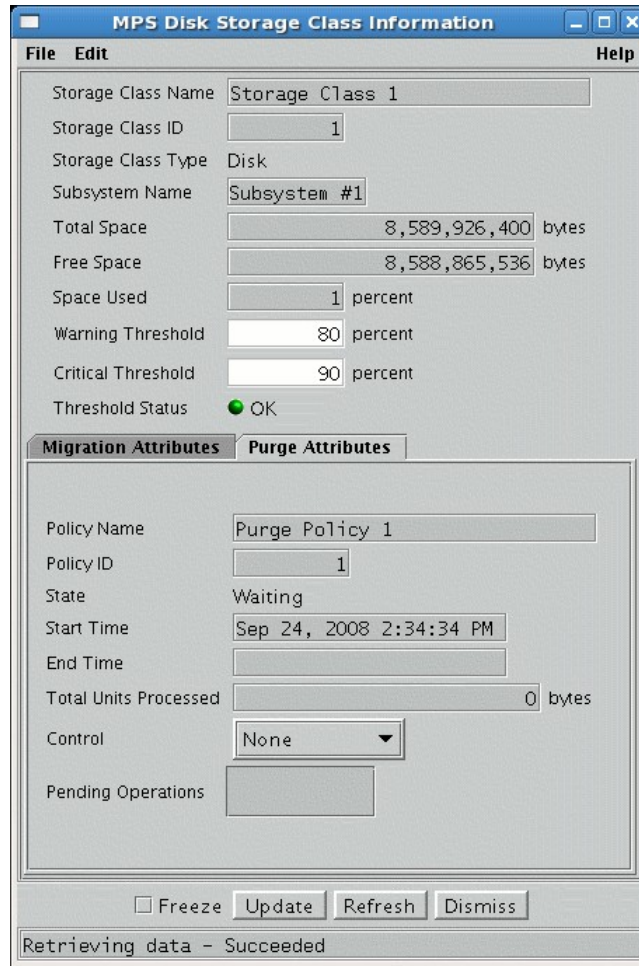 MPS Disk Storage Class Information
File Edit Help
Storage Class Name Storage Class 1
Storage Class ID 1
Storage Class Type Disk
Subsystem Name Subsystem #1
Total Space 8,589,926,400 bytes
Free Space 8,588,865,536 bytes
Space Used 1 percent
Warning Threshold 80 percent
Critical Threshold 90 percent
Threshold Status OK
Migration Attributes Purge Attributes
Policy Name Purge Policy 1
Policy ID 1
State Waiting
Start Time Sep 24, 2008 2:34:34 PM
End Time
Total Units Processed 0 bytes
Control None
Pending Operations
Freeze Update Refresh Dismiss
Retrieving data - Succeeded